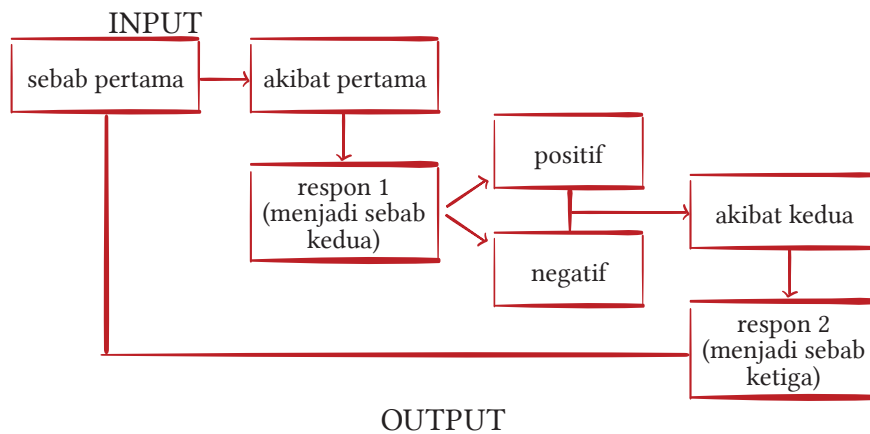 INPUT
sebab pertama
akibat pertama
respon 1
(menjadi sebab
kedua)
positif
negatif
akibat kedua
respon 2
(menjadi sebab
ketiga)
OUTPUT